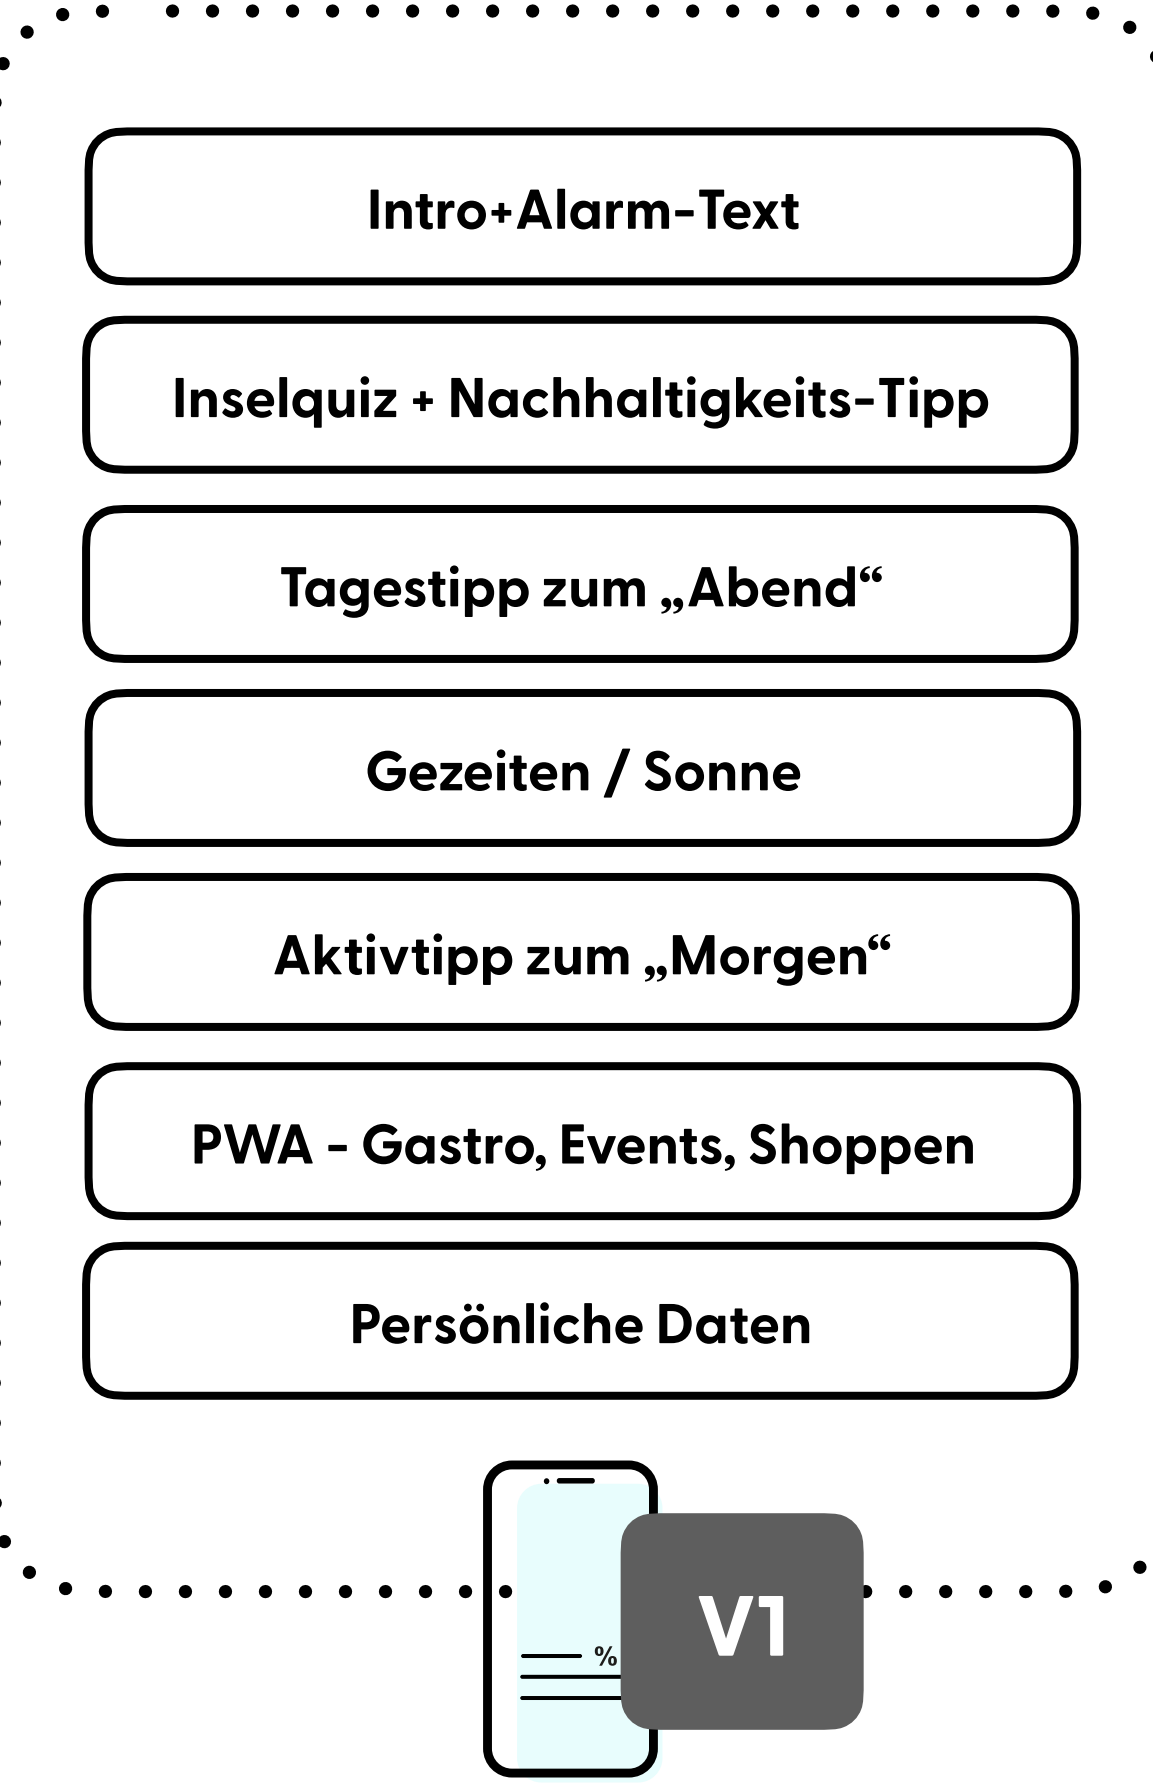 Intro+Alarm-Text
Inselquiz + Nachhaltigkeits-Tipp
Tagestipp zum „Abend“
Gezeiten / Sonne
Aktivtipp zum „Morgen“
PWA - Gastro, Events, Shoppen
Persönliche Daten
V1
%